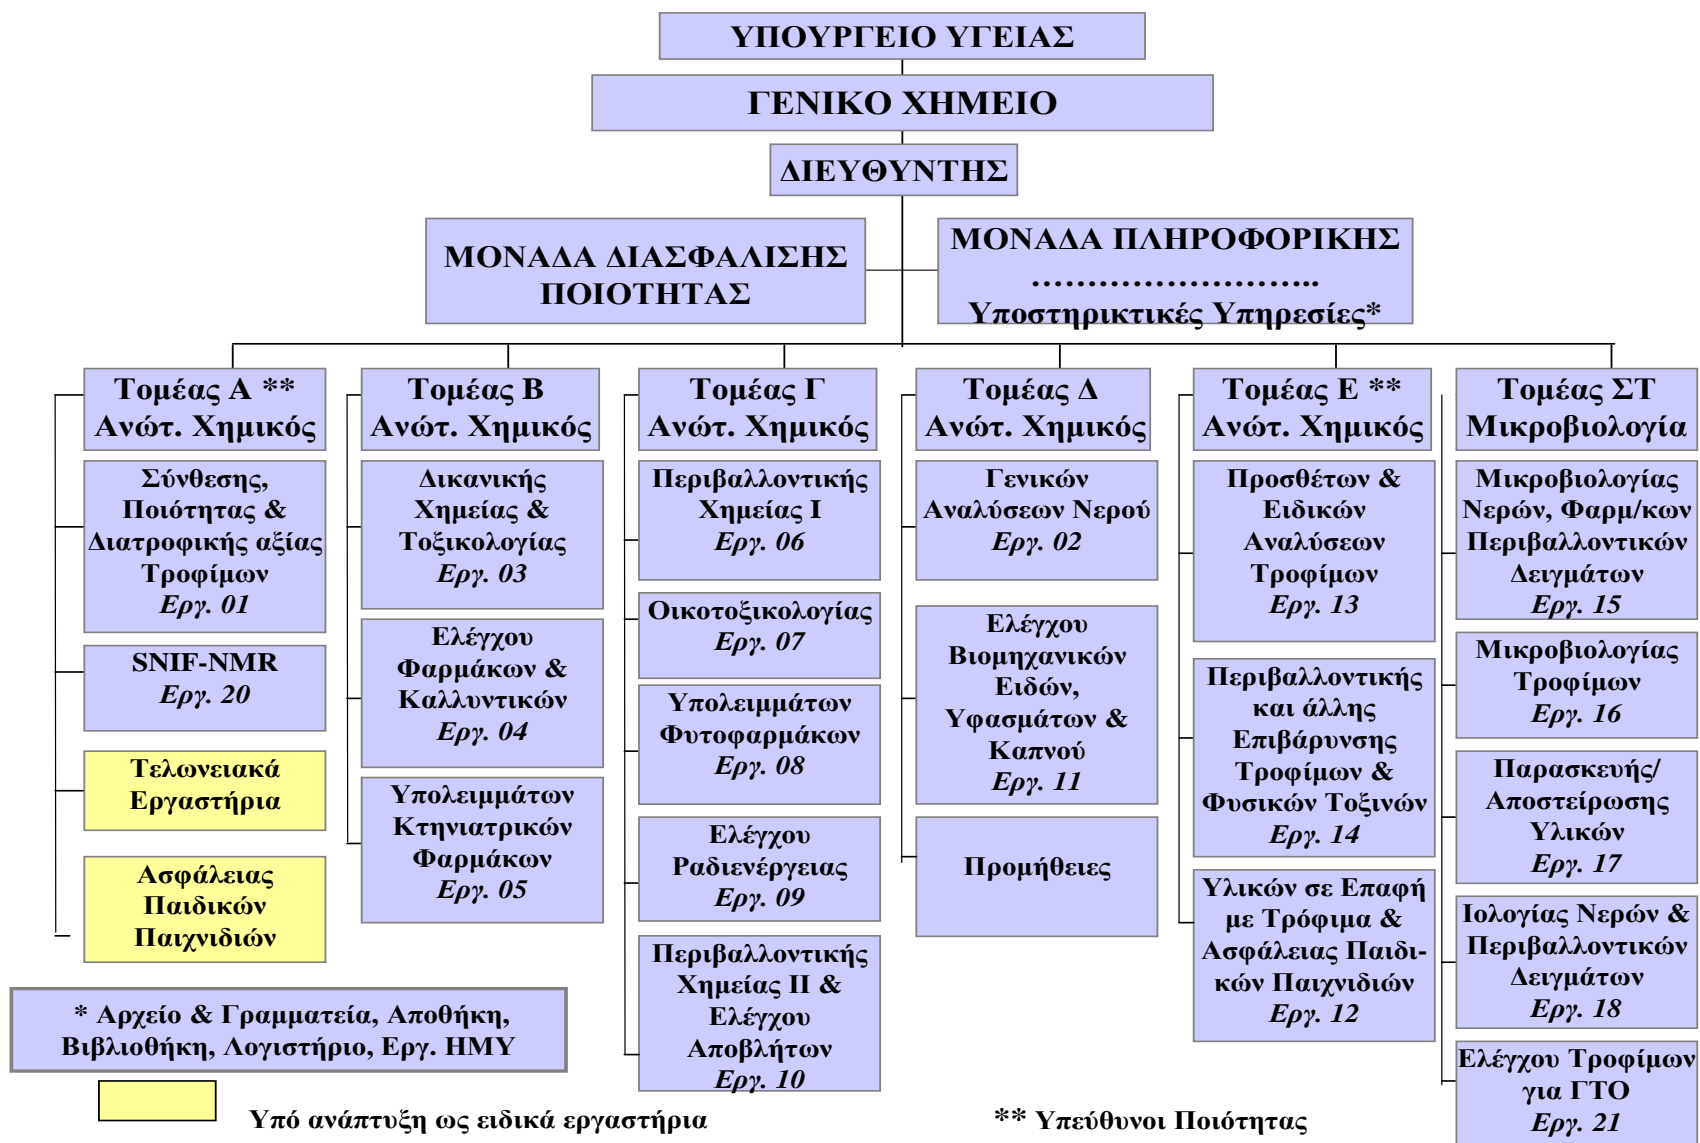 ΥΠΟΥΡΓΕΙΟ ΥΓΕΙΑΣ
ΓΕΝΙΚΟ ΧΗΜΕΙΟ
ΔΙΕΥΘΥΝΤΗΣ
ΜΟΝΑΔΑ ΔΙΑΣΦΑΛΙΣΗΣ
ΠΟΙΟΤΗΤΑΣ
ΜΟΝΑΔΑ ΠΛΗΡΟΦΟΡΙΚΗΣ
……………………..
Υποστηρικτικές Υπηρεσίες*
Τομέας Α **
Ανώτ. Χημικός
Σύνθεσης,
Ποιότητας &
Διατροφικής αξίας
Τροφίμων
Εργ. 01
SNIF-NMR
Εργ. 20
Τελωνειακά
Εργαστήρια
Ασφάλειας
Παιδικών
Παιχνιδιών
Τομέας Β
Ανώτ. Χημικός
Δικανικής
Χημείας &
Τοξικολογίας
Εργ. 03
Ελέγχου
Φαρμάκων &
Καλλυντικών
Εργ. 04
Υπολειμμάτων
Κτηνιατρικών
Φαρμάκων
Εργ. 05
Τομέας Γ
Ανώτ. Χημικός
Περιβαλλοντικής
Χημείας Ι
Εργ. 06
Οικοτοξικολογίας
Εργ. 07
Υπολειμμάτων
Φυτοφαρμάκων
Εργ. 08
Ελέγχου
Ραδιενέργειας
Εργ. 09
Περιβαλλοντικής
Χημείας ΙΙ &
Ελέγχου
Αποβλήτων
Εργ. 10
Τομέας Δ
Ανώτ. Χημικός
Γενικών
Αναλύσεων Νερού
Εργ. 02
Ελέγχου
Βιομηχανικών
Ειδών,
Υφασμάτων &
Καπνού
Εργ. 11
Προμήθειες
Τομέας Ε **
Ανώτ. Χημικός
Προσθέτων &
Ειδικών
Αναλύσεων
Τροφίμων
Εργ. 13
Περιβαλλοντικής
και άλλης
Επιβάρυνσης
Τροφίμων &
Φυσικών Τοξινών
Εργ. 14
Υλικών σε Επαφή
με Τρόφιμα &
Ασφάλειας Παιδι-
κών Παιχνιδιών
Εργ. 12
Τομέας ΣΤ
Μικροβιολογία
Μικροβιολογίας
Νερών, Φαρμ/κων
Περιβαλλοντικών
Δειγμάτων
Εργ. 15
Μικροβιολογίας
Τροφίμων
Εργ. 16
Παρασκευής/
Αποστείρωσης
Υλικών
Εργ. 17
Ιολογίας Νερών &
Περιβαλλοντικών
Δειγμάτων
Εργ. 18
Ελέγχου Τροφίμων
για ΓΤΟ
Εργ. 21
* Αρχείο & Γραμματεία, Αποθήκη,
Βιβλιοθήκη, Λογιστήριο, Εργ. ΗΜΥ
Υπό ανάπτυξη ως ειδικά εργαστήρια
** Υπεύθυνοι Ποιότητας